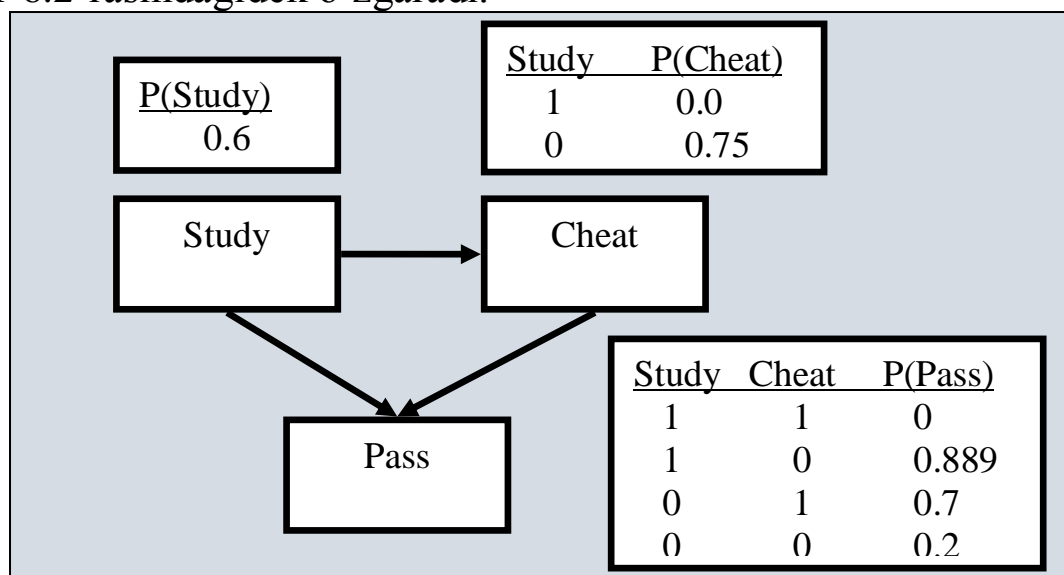 P(Study)
0.6
Study P(Cheat)
1 0.0
0 0.75
Study
Cheat
Pass
Study Cheat P(Pass)
1 1 0
1 0 0.889
0 1 0.7
0 0 0.2